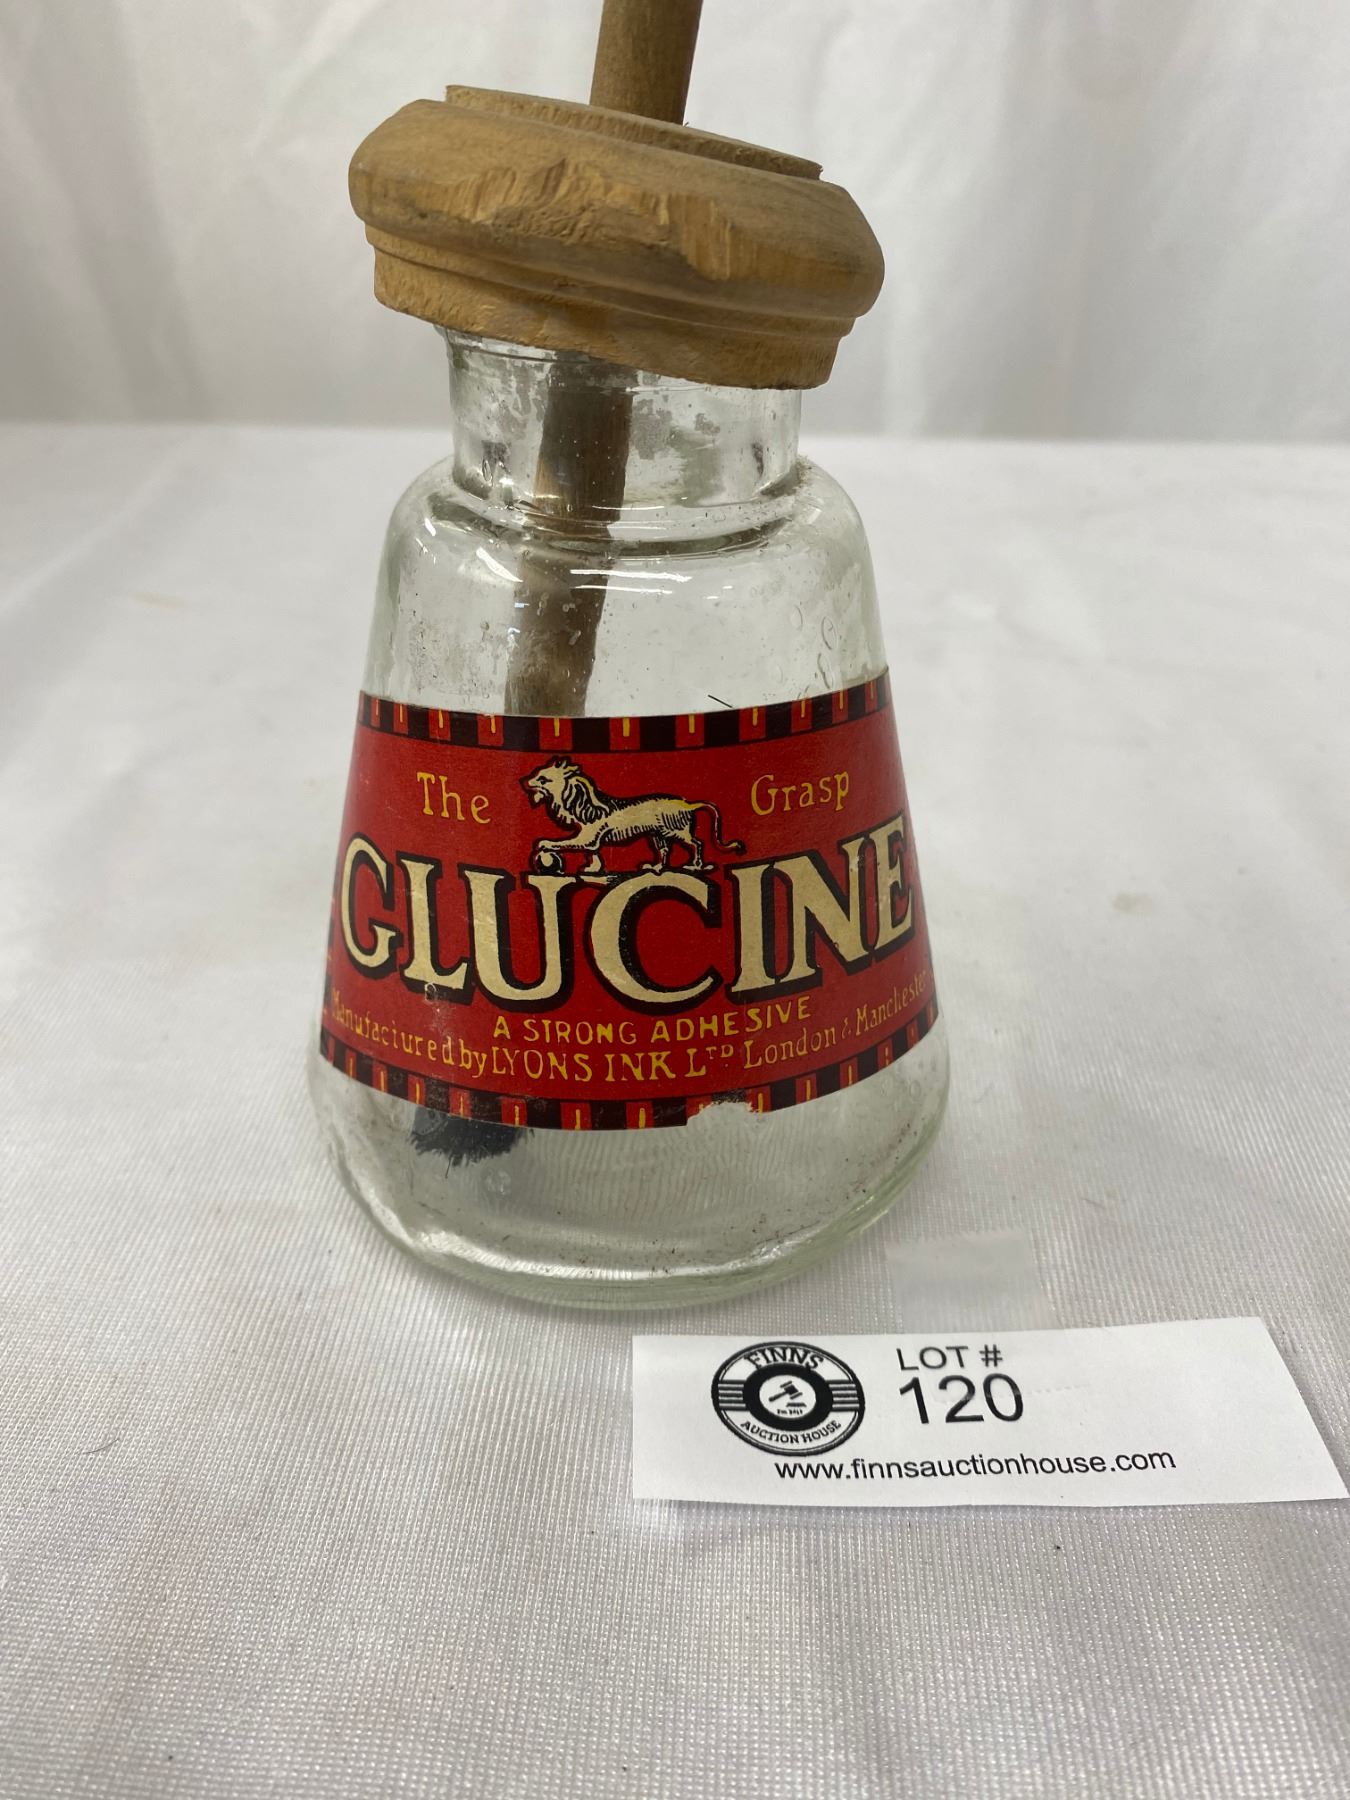 The Grasp
GLUCINE
A STRONG ADHESIVE
Manufactured by LYONS INK LTD London & Manchester
FINNS
AUCTION HOUSE
LOT #
120
www.finnsauctionhouse.com